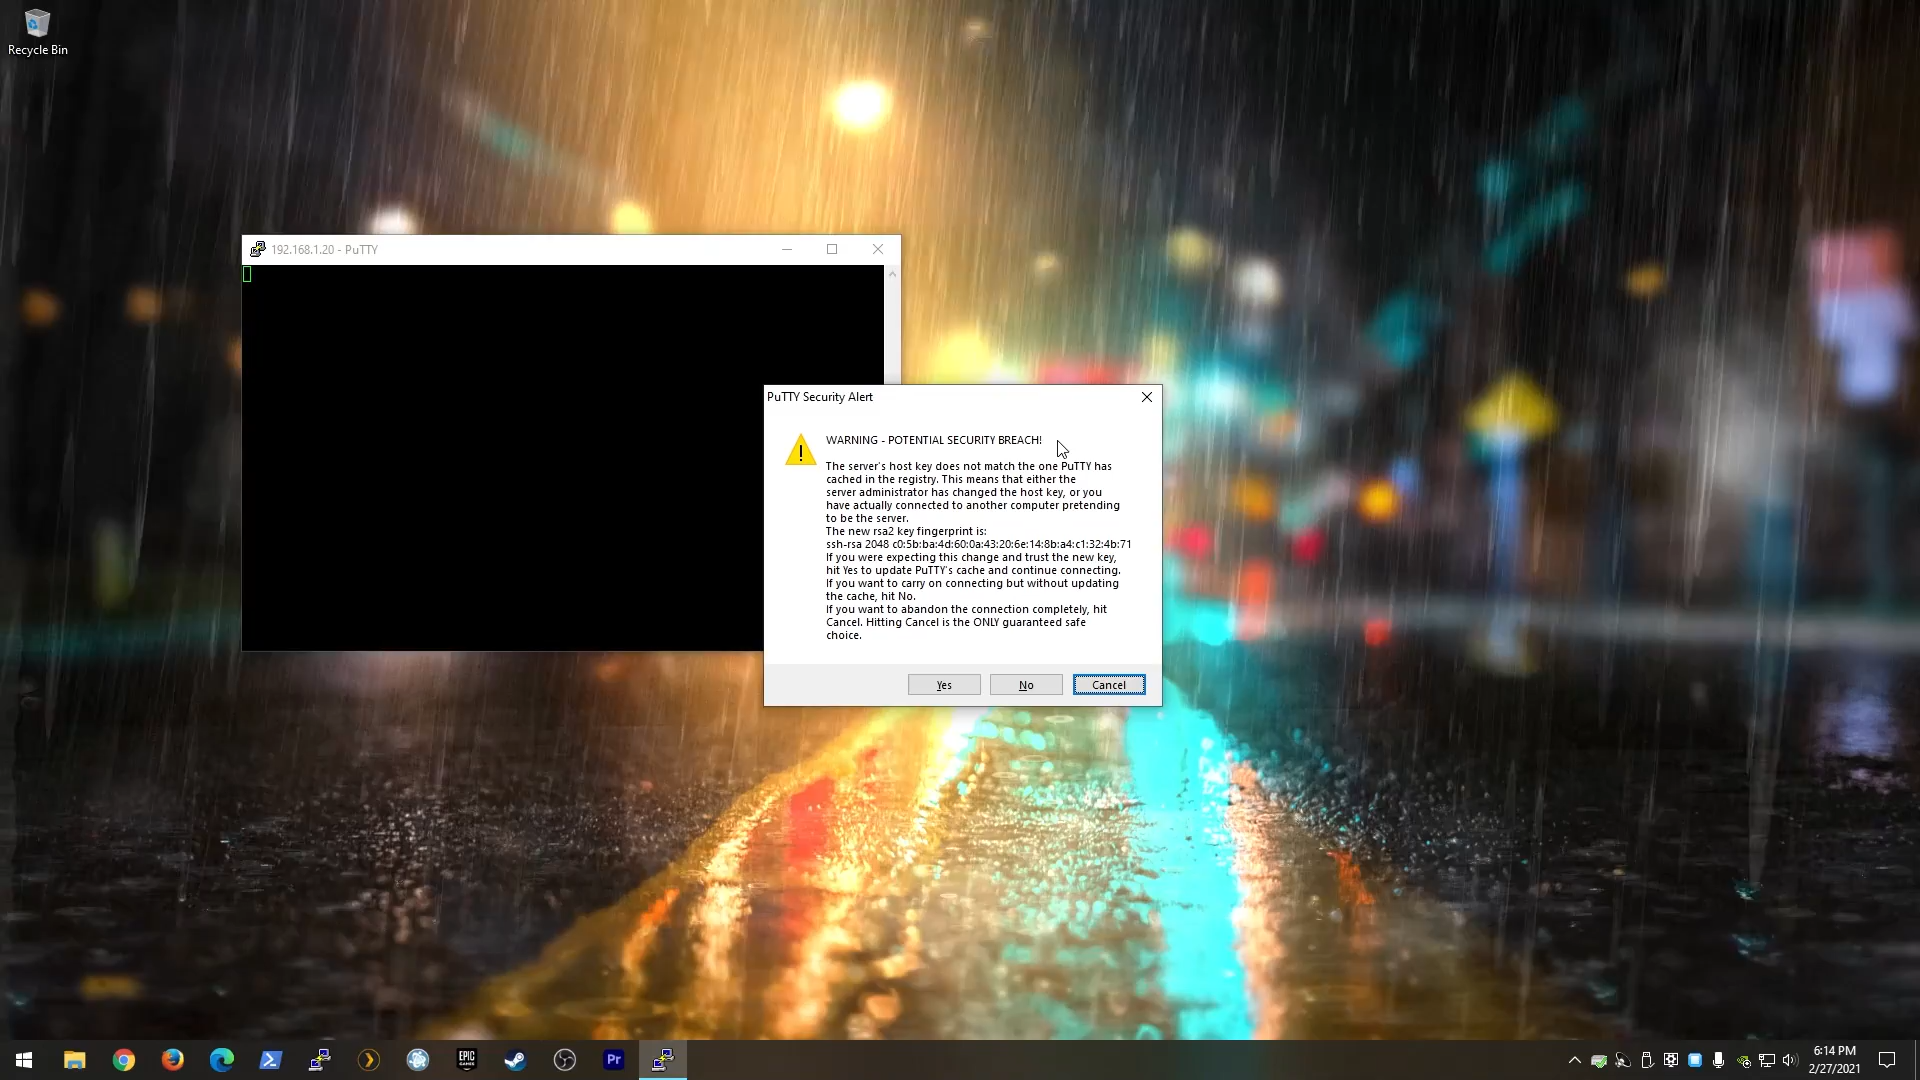 Recycle Bin
192.168.1.20 - PuTTY
PuTTY Security Alert
WARNING - POTENTIAL SECURITY BREACH!
The server's host key does not match the one PuTTY has
cached in the registry. This means that either the
server administrator has changed the host key, or you
have actually connected to another computer pretending
to be the server.
The new rsa2 key fingerprint is:
ssh-rsa 2048 c0:5b:ba:4d:60:0a:43:20:6e:14:8b:a4:c1:32:4b:71
If you were expecting this change and trust the new key,
hit Yes to update PuTTY's cache and continue connecting.
If you want to carry on connecting but without updating
the cache, hit No.
If you want to abandon the connection completely, hit
Cancel. Hitting Cancel is the ONLY guaranteed safe
choice.
Yes No Cancel
EPIC
GAMES
Pr
6:14 PM
2/27/2021